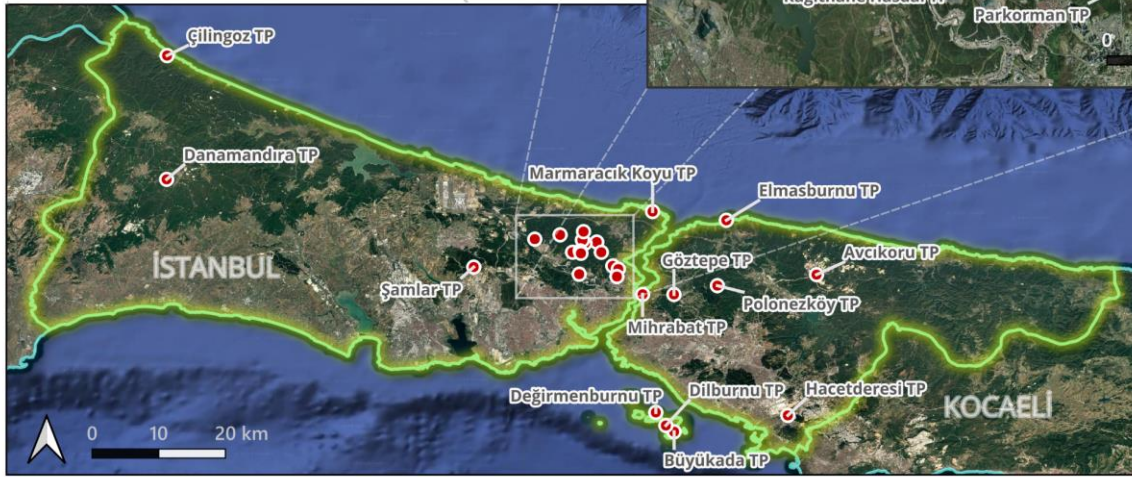 Parkorman TP
0
Çilingoz TP
Danamandıra TP
Marmaracık Koyu TP
Elmasburnu TP
İSTANBUL
Şamlar TP
Göztepe TP
Avcıkoru TP
Polonezköy TP
Mihrabat TP
Değirmenburnu TP
Dilburnu TP
Hacetderesi TP
KOCAELİ
Büyükada TP
0 10 20 km